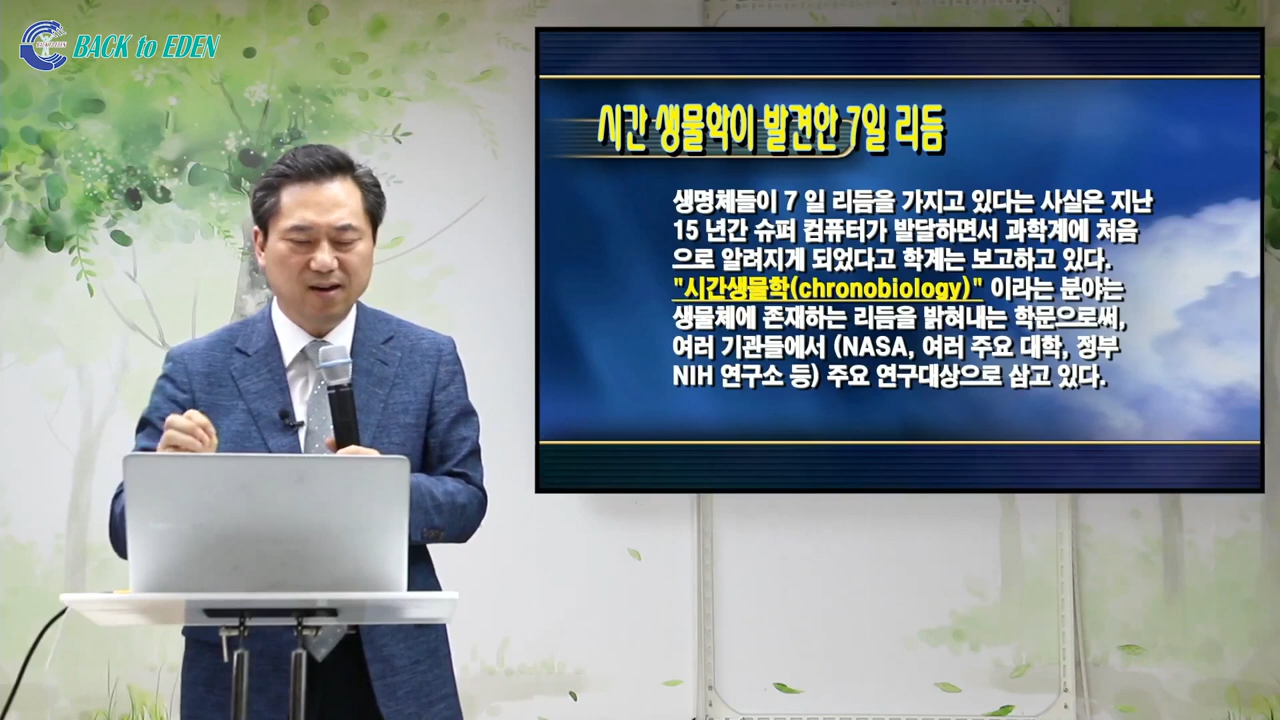 BACK to EDEN
시간 생물학이 발견한 7일 리듬
생명체들이 7 일 리듬을 가지고 있다는 사실은 지난
15 년간 슈퍼 컴퓨터가 발달하면서 과학계에 처음
으로 알려지게 되었다고 학계는 보고하고 있다.
"시간생물학(chronobiology)" 이라는 분야는
생물체에 존재하는 리듬을 밝혀내는 학문으로써,
여러 기관들에서 (NASA, 여러 주요 대학, 정부
NIH 연구소 등) 주요 연구대상으로 삼고 있다.